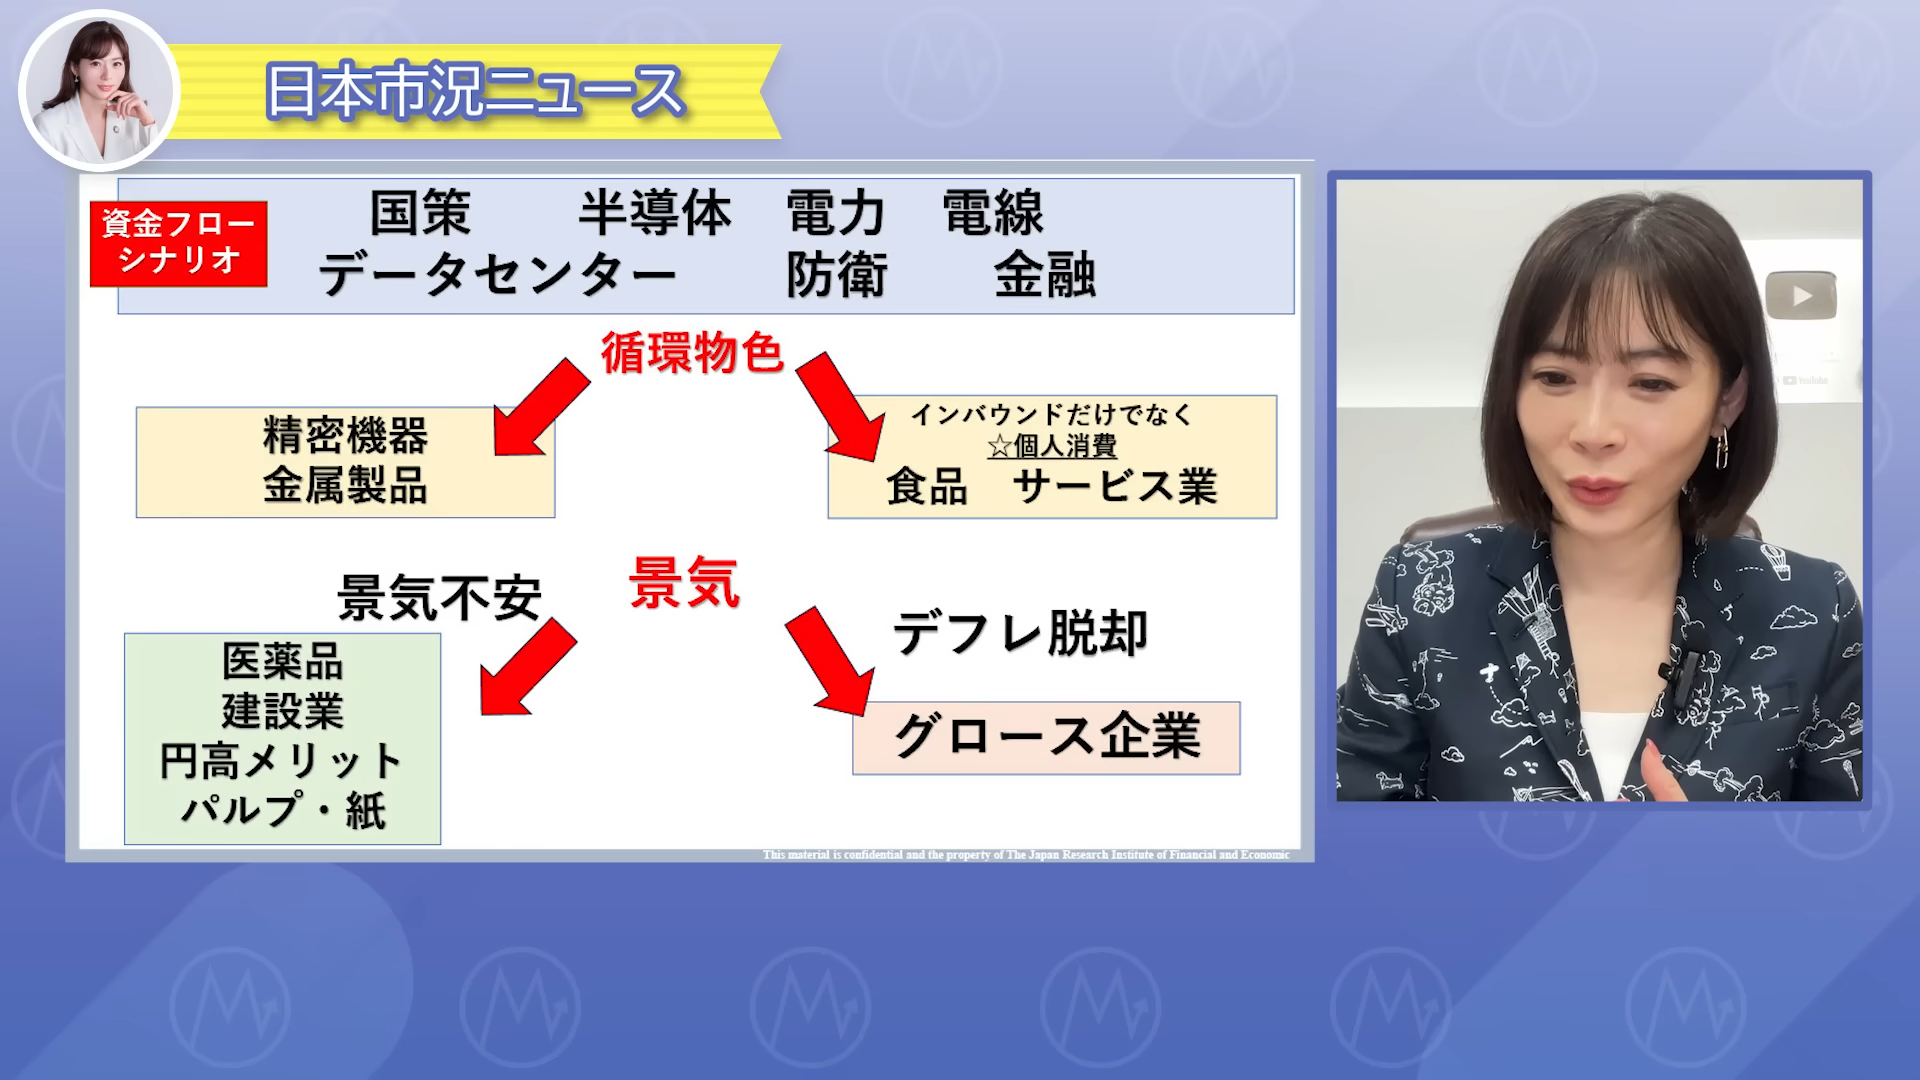 日本市況ニュース
資金フロー
シナリオ
国策 半導体 電力 電線
データセンター 防衛 金融
循環物色
精密機器
金属製品
インバウンドだけでなく
☆個人消費
食品 サービス業
景気
景気不安
デフレ脱却
医薬品
建設業
円高メリット
パルプ・紙
グロース企業
This material is confidential and the property of The Japan Research Institute of Financial and Economic
YouTube